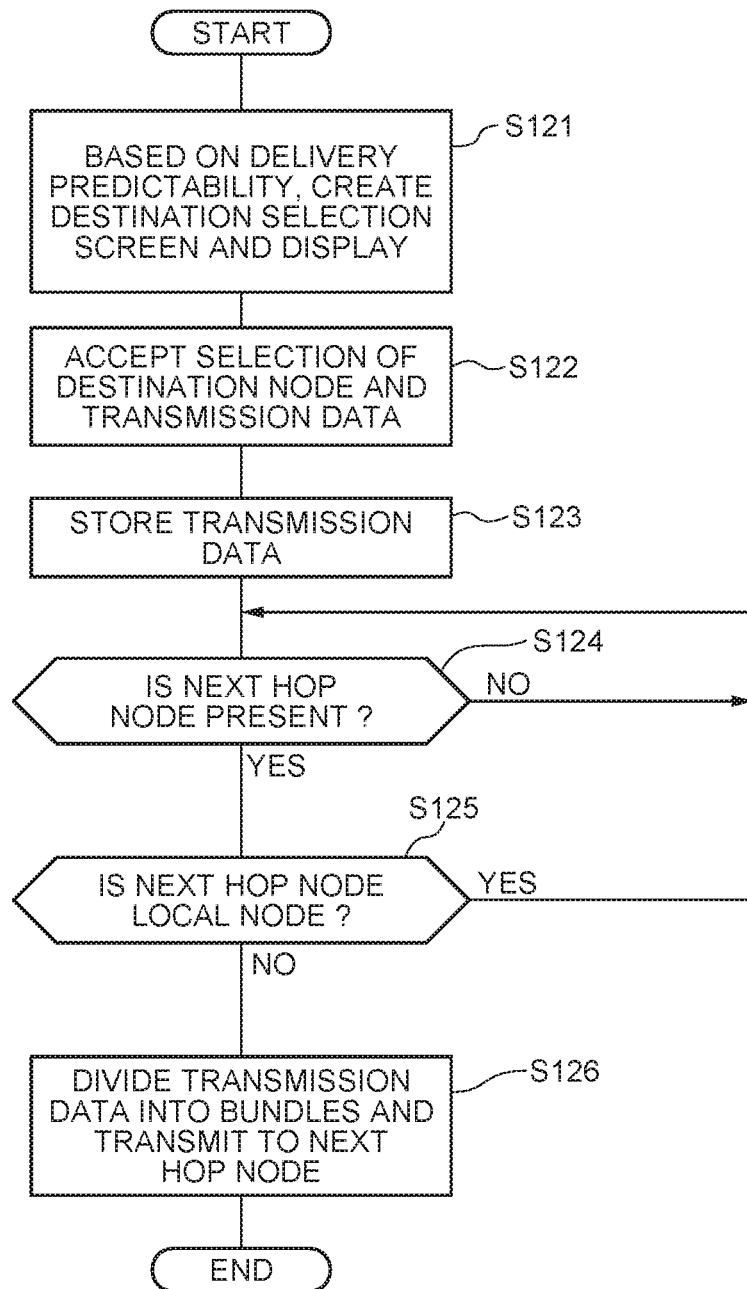 START
S121
BASED ON DELIVERY
PREDICTABILITY, CREATE
DESTINATION SELECTION
SCREEN AND DISPLAY
ACCEPT SELECTION OF
DESTINATION NODE AND
TRANSMISSION DATA
S122
STORE TRANSMISSION
DATA
S123
S124
IS NEXT HOP
NODE PRESENT ?
NO
YES
S125
IS NEXT HOP NODE
LOCAL NODE ?
YES
NO
DIVIDE TRANSMISSION
DATA INTO BUNDLES AND
TRANSMIT TO NEXT
HOP NODE
S126
END